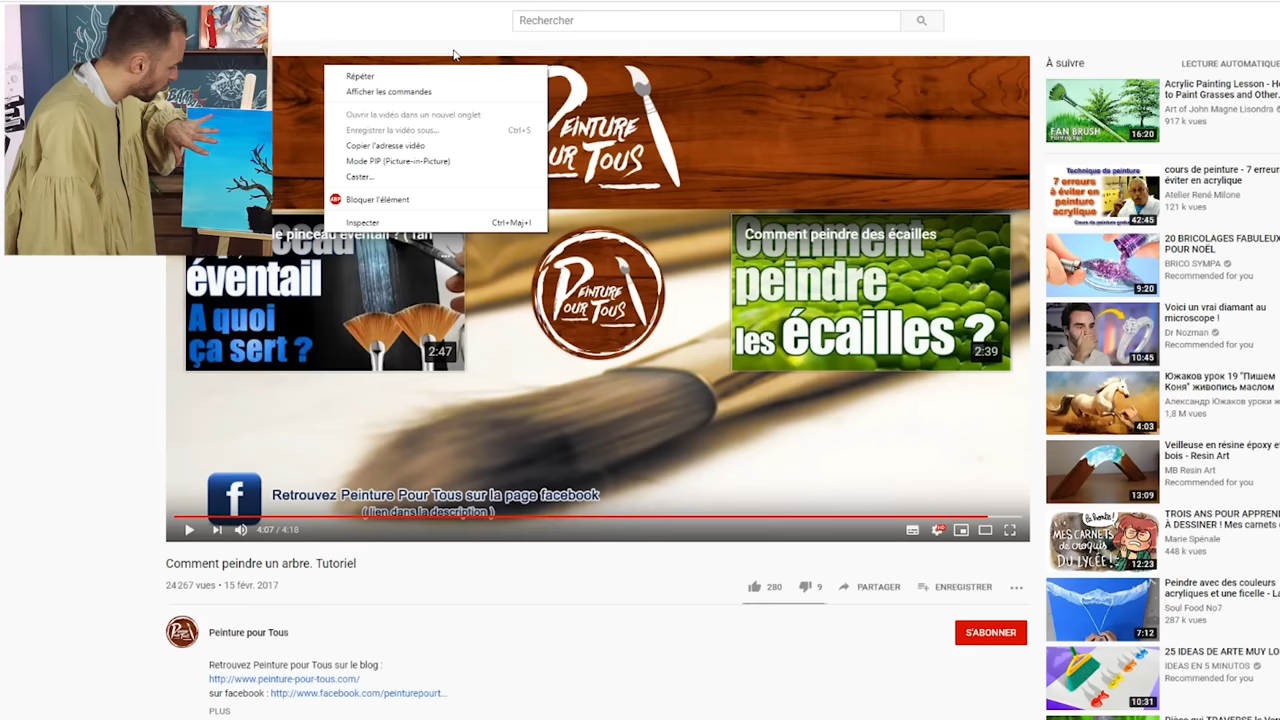 Rechercher
Répéter
Afficher les commandes
Ouvrir la vidéo dans un nouvel onglet
Enregistrer la vidéo sous... Ctrl+S
Copier l'adresse vidéo
Mode PIP (Picture-in-Picture)
Caster...
ABP Bloquer l'élément
Inspecter Ctrl+Maj+I
PEINTURE
POUR TOUS
le pinceau éventail ? (fan
éventail
A quoi
ça sert ?
2:47
PEINTURE
POUR TOUS
Comment peindre des écailles
Comment
peindre
les écailles ?
2:39
f
Retrouvez Peinture Pour Tous sur la page facebook
( lien dans la description )
4:07 / 4:18
HD
Comment peindre un arbre. Tutoriel
24 267 vues • 15 févr. 2017
280 9 PARTAGER ENREGISTRER
Peinture pour Tous
S'ABONNER
Retrouvez Peinture pour Tous sur le blog :
http://www.peinture-pour-tous.com/
sur facebook : http://www.facebook.com/peinturepourt...
PLUS
À suivre LECTURE AUTOMATIQUE
FAN BRUSH
16:20
Acrylic Painting Lesson - Ho
to Paint Grasses and Other.
Art of John Magne Lisondra
917 k vues
Technique de peinture
7 erreurs
à éviter en
peinture
acrylique
42:45
cours de peinture - 7 erreurs
éviter en acrylique
Atelier René Milone
121 k vues
9:20
20 BRICOLAGES FABULEUX
POUR NOËL
BRICO SYMPA
Recommended for you
10:45
Voici un vrai diamant au
microscope !
Dr Nozman
Recommended for you
4:03
Южаков урок 19 "Пишем
Коня" живопись маслом
Александр Южаков уроки ж
1,8 M vues
13:09
Veilleuse en résine époxy et
bois - Resin Art
MB Resin Art
Recommended for you
la honte!
MES CARNETS
de croquis
DU LYCÉE!
12:23
TROIS ANS POUR APPREND
À DESSINER ! Mes carnets d
Marie Spénale
448 k vues
7:12
Peindre avec des couleurs
acryliques et une ficelle - La
Soul Food No7
287 k vues
10:31
25 IDEAS DE ARTE MUY LO
IDEAS EN 5 MINUTOS
Recommended for you